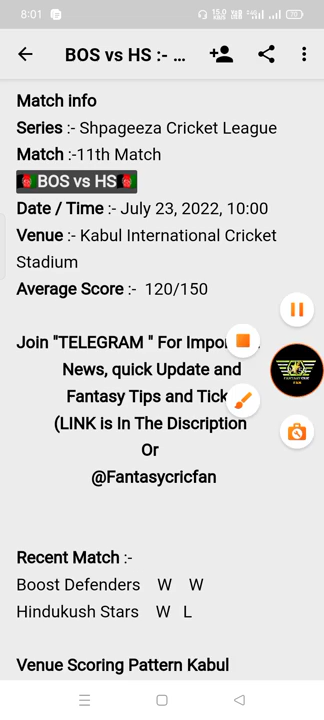 8:01
15.0
KB/S
BOS vs HS :- ...
Match info
Series :- Shpageeza Cricket League
Match :-11th Match
BOS vs HS
Date / Time :- July 23, 2022, 10:00
Venue :- Kabul International Cricket
Stadium
Average Score :- 120/150
Join "TELEGRAM " For Impo
News, quick Update and
Fantasy Tips and Tick
(LINK is In The Discription
Or
@Fantasycricfan
Recent Match :-
Boost Defenders W W
Hindukush Stars W L
Venue Scoring Pattern Kabul